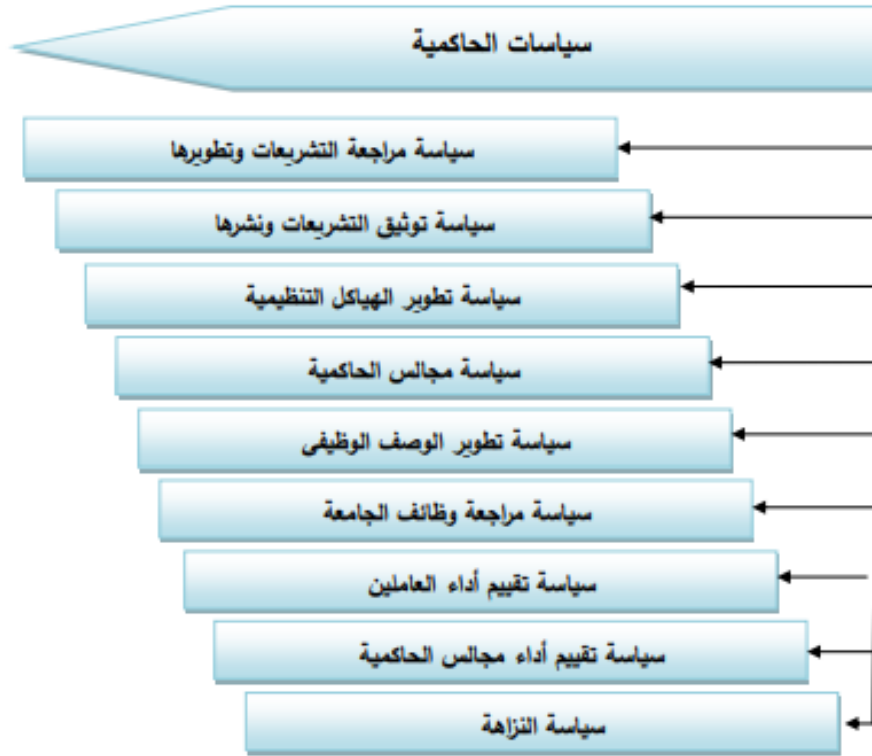 سياسات الحاكمية
سياسة مراجعة التشريعات وتطويرها
سياسة توثيق التشريعات ونشرها
سياسة تطوير الهياكل التنظيمية
سياسة مجالس الحاكمية
سياسة تطوير الوصف الوظيفي
سياسة مراجعة وظائف الجامعة
سياسة تقييم أداء العاملين
سياسة تقييم أداء مجالس الحاكمية
سياسة النزاهة